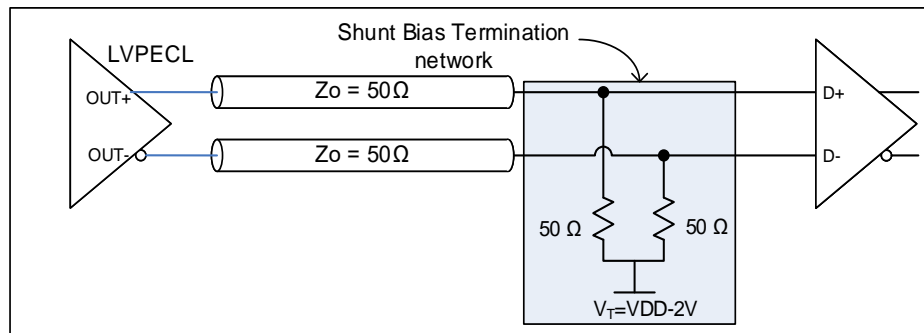 Shunt Bias Termination
network
LVPECL
OUT+
Zo = 50Ω
D+
OUT-
Zo = 50Ω
D-
50 Ω
50 Ω
VT=VDD-2V